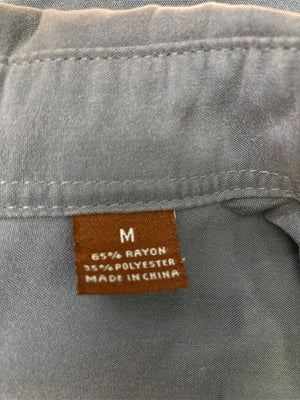 M
65% RAYON
35% POLYESTER
MADE IN CHINA